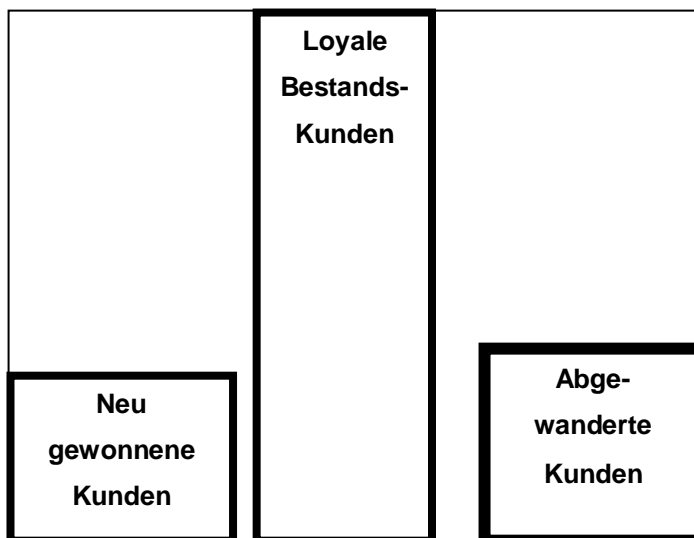 Loyale
Bestands-
Kunden
Neu
gewonnene
Kunden
Abge-
wanderte
Kunden